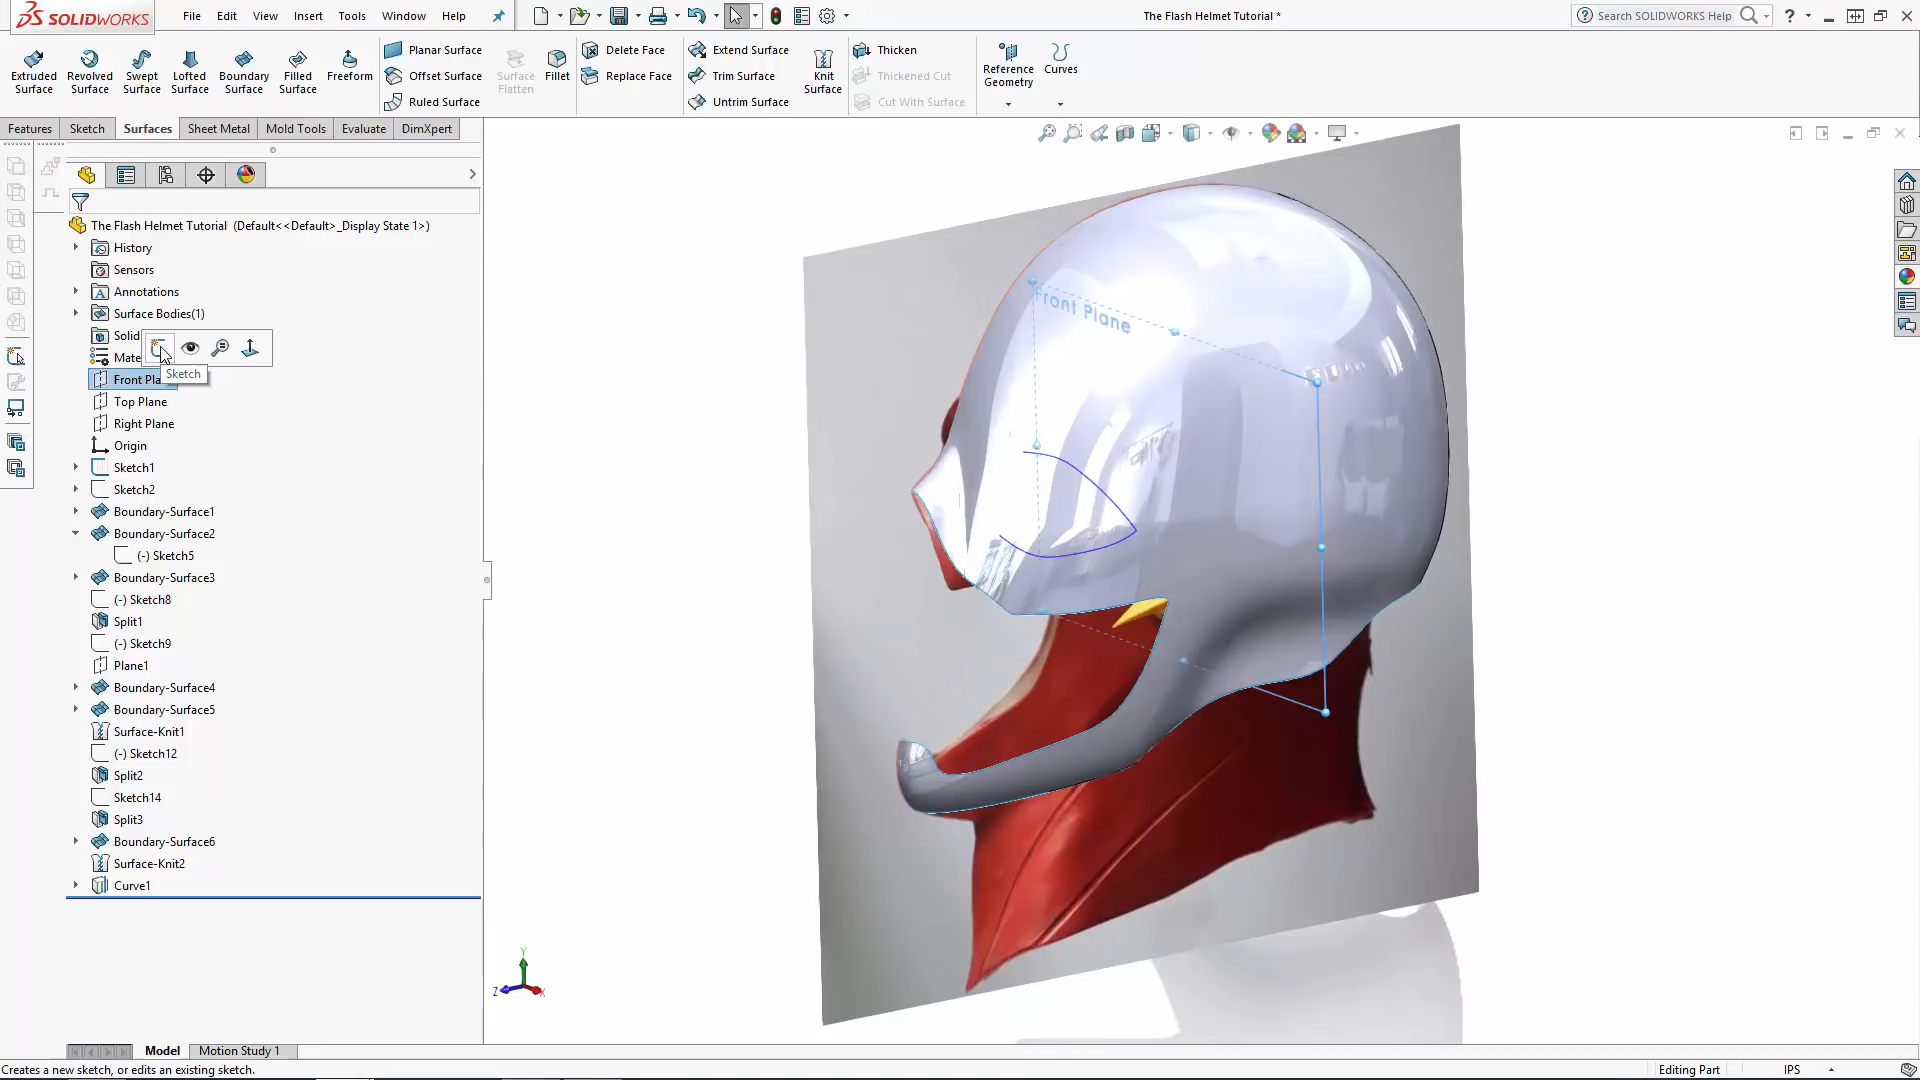 SOLIDWORKS
File Edit View Insert Tools Window Help
The Flash Helmet Tutorial *
Search SOLIDWORKS Help
Extruded Surface
Revolved Surface
Swept Surface
Lofted Surface
Boundary Surface
Filled Surface
Freeform
Planar Surface
Offset Surface
Ruled Surface
Surface Flatten
Fillet
Delete Face
Replace Face
Extend Surface
Trim Surface
Untrim Surface
Knit Surface
Thicken
Thickened Cut
Cut With Surface
Reference Geometry
Curves
Features Sketch Surfaces Sheet Metal Mold Tools Evaluate DimXpert
The Flash Helmet Tutorial (Default<<Default>_Display State 1>)
History
Sensors
Annotations
Surface Bodies(1)
Solid
Mate
Sketch
Front Pla
Top Plane
Right Plane
Origin
Sketch1
Sketch2
Boundary-Surface1
Boundary-Surface2
(-) Sketch5
Boundary-Surface3
(-) Sketch8
Split1
(-) Sketch9
Plane1
Boundary-Surface4
Boundary-Surface5
Surface-Knit1
(-) Sketch12
Split2
Sketch14
Split3
Boundary-Surface6
Surface-Knit2
Curve1
Front Plane
Y
Z
X
Model Motion Study 1
Creates a new sketch, or edits an existing sketch.
Editing Part
IPS